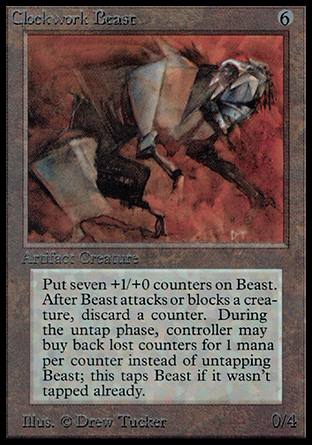 Clockwork Beast 6
Artifact Creature
Put seven +1/+0 counters on Beast.
After Beast attacks or blocks a crea-
ture, discard a counter. During
the untap phase, controller may
buy back lost counters for 1 mana
per counter instead of untapping
Beast; this taps Beast if it wasn't
tapped already.
Illus. © Drew Tucker 0/4